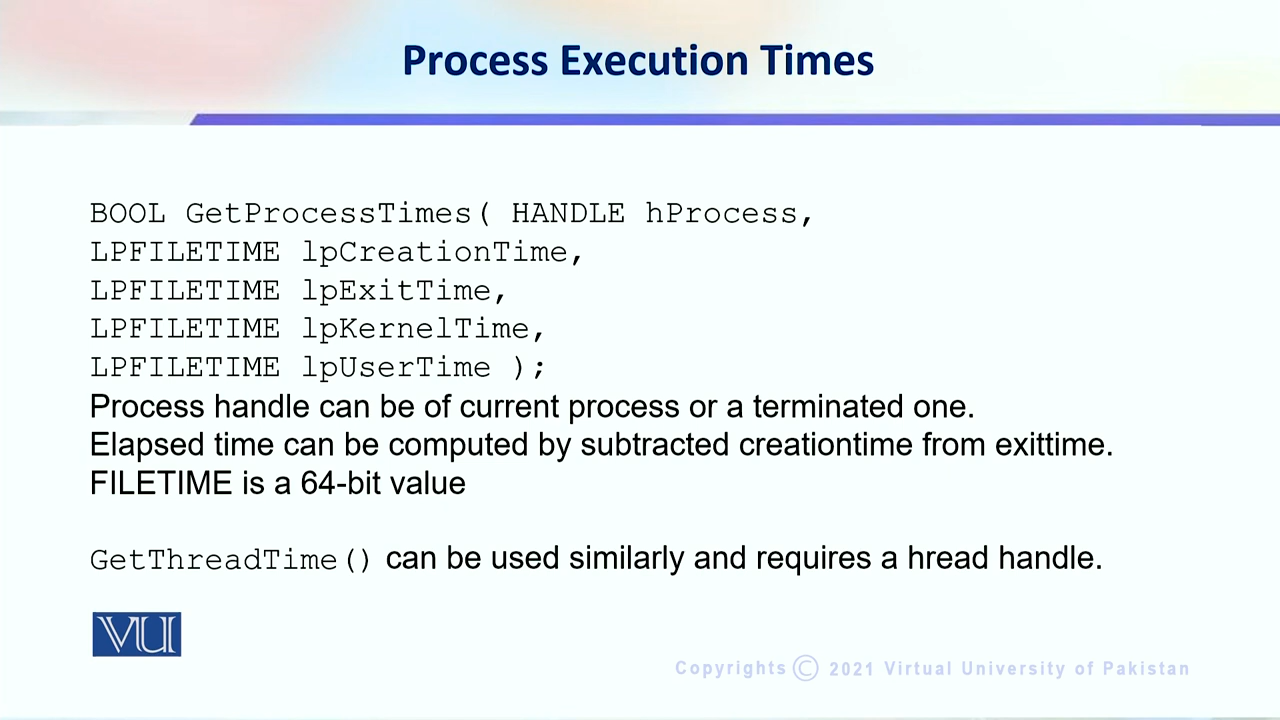 Process Execution Times
BOOL GetProcessTimes( HANDLE hProcess,
LPFILETIME lpCreationTime,
LPFILETIME lpExitTime,
LPFILETIME lpKernelTime,
LPFILETIME lpUserTime );
Process handle can be of current process or a terminated one.
Elapsed time can be computed by subtracted creationtime from exittime.
FILETIME is a 64-bit value
GetThreadTime() can be used similarly and requires a hread handle.
VU
Copyrights © 2021 Virtual University of Pakistan